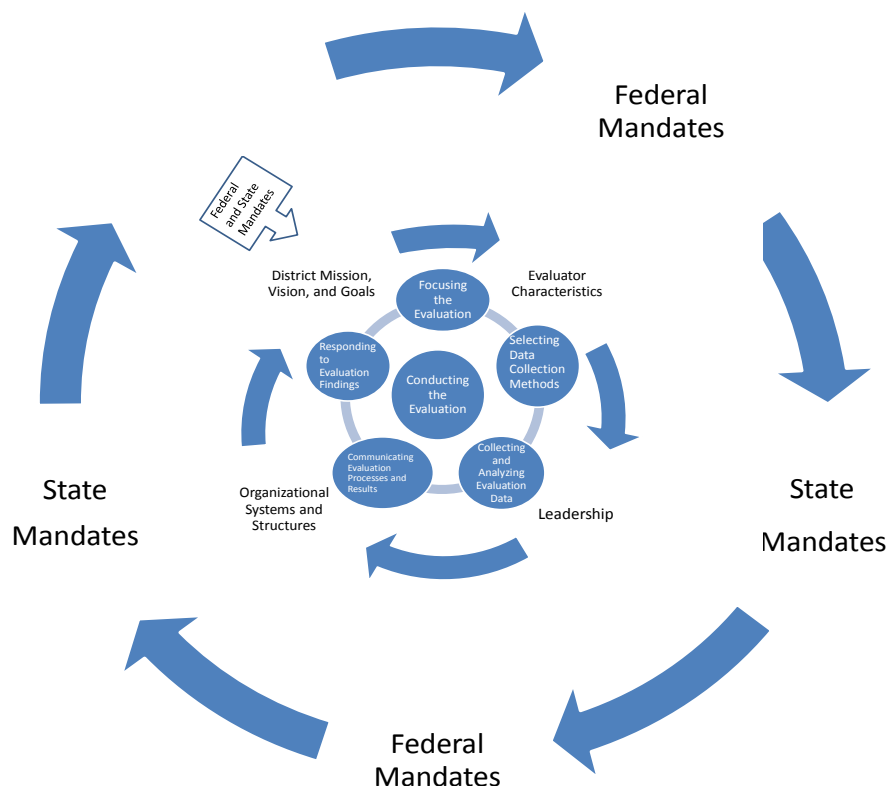 Federal
Mandates
Federal
and State
Mandates
District Mission,
Vision, and Goals
Evaluator
Characteristics
Focusing
the
Evaluation
Responding
to
Evaluation
Findings
Selecting
Data
Collection
Methods
Conducting
the
Evaluation
Communicating
Evaluation
Processes and
Results
Collecting
and
Analyzing
Evaluation
Data
Organizational
Systems and
Structures
Leadership
State
Mandates
State
Mandates
Federal
Mandates